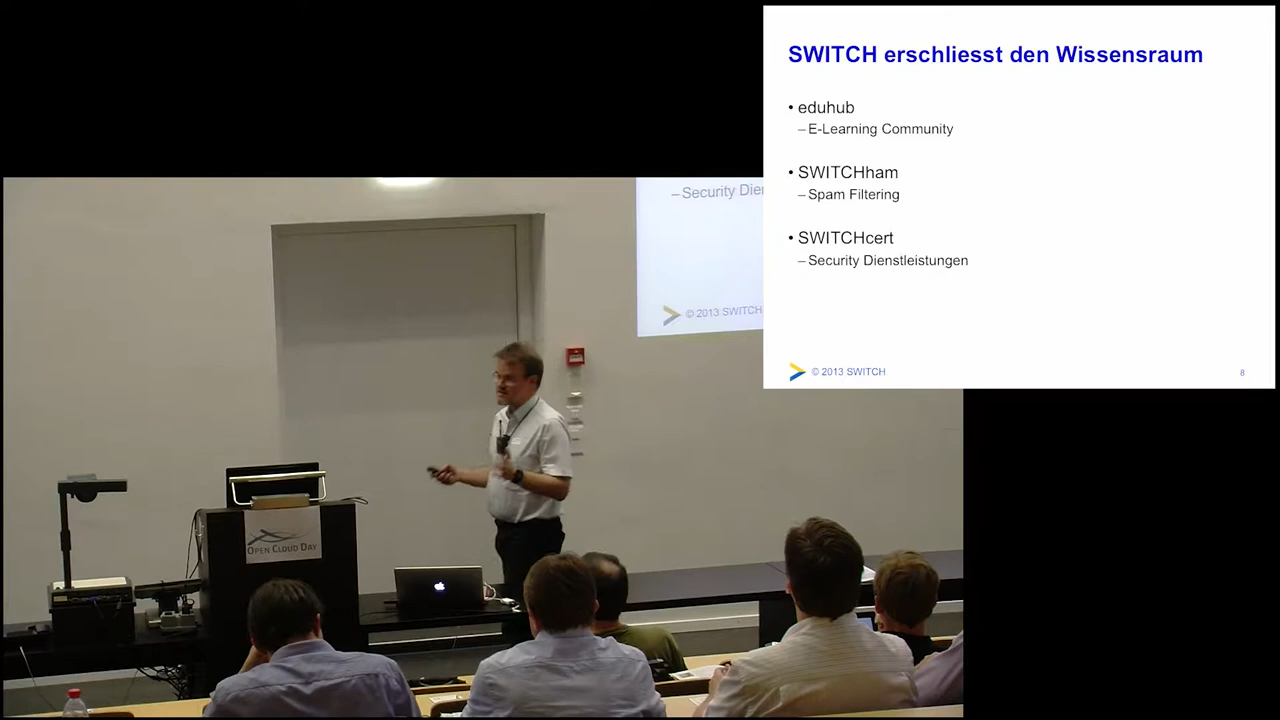 SWITCH erschliesst den Wissensraum
• eduhub
– E-Learning Community
• SWITCHham
– Spam Filtering
• SWITCHcert
– Security Dienstleistungen
© 2013 SWITCH
8
– Security Die
© 2013 SWITCH
OPEN CLOUD DAY